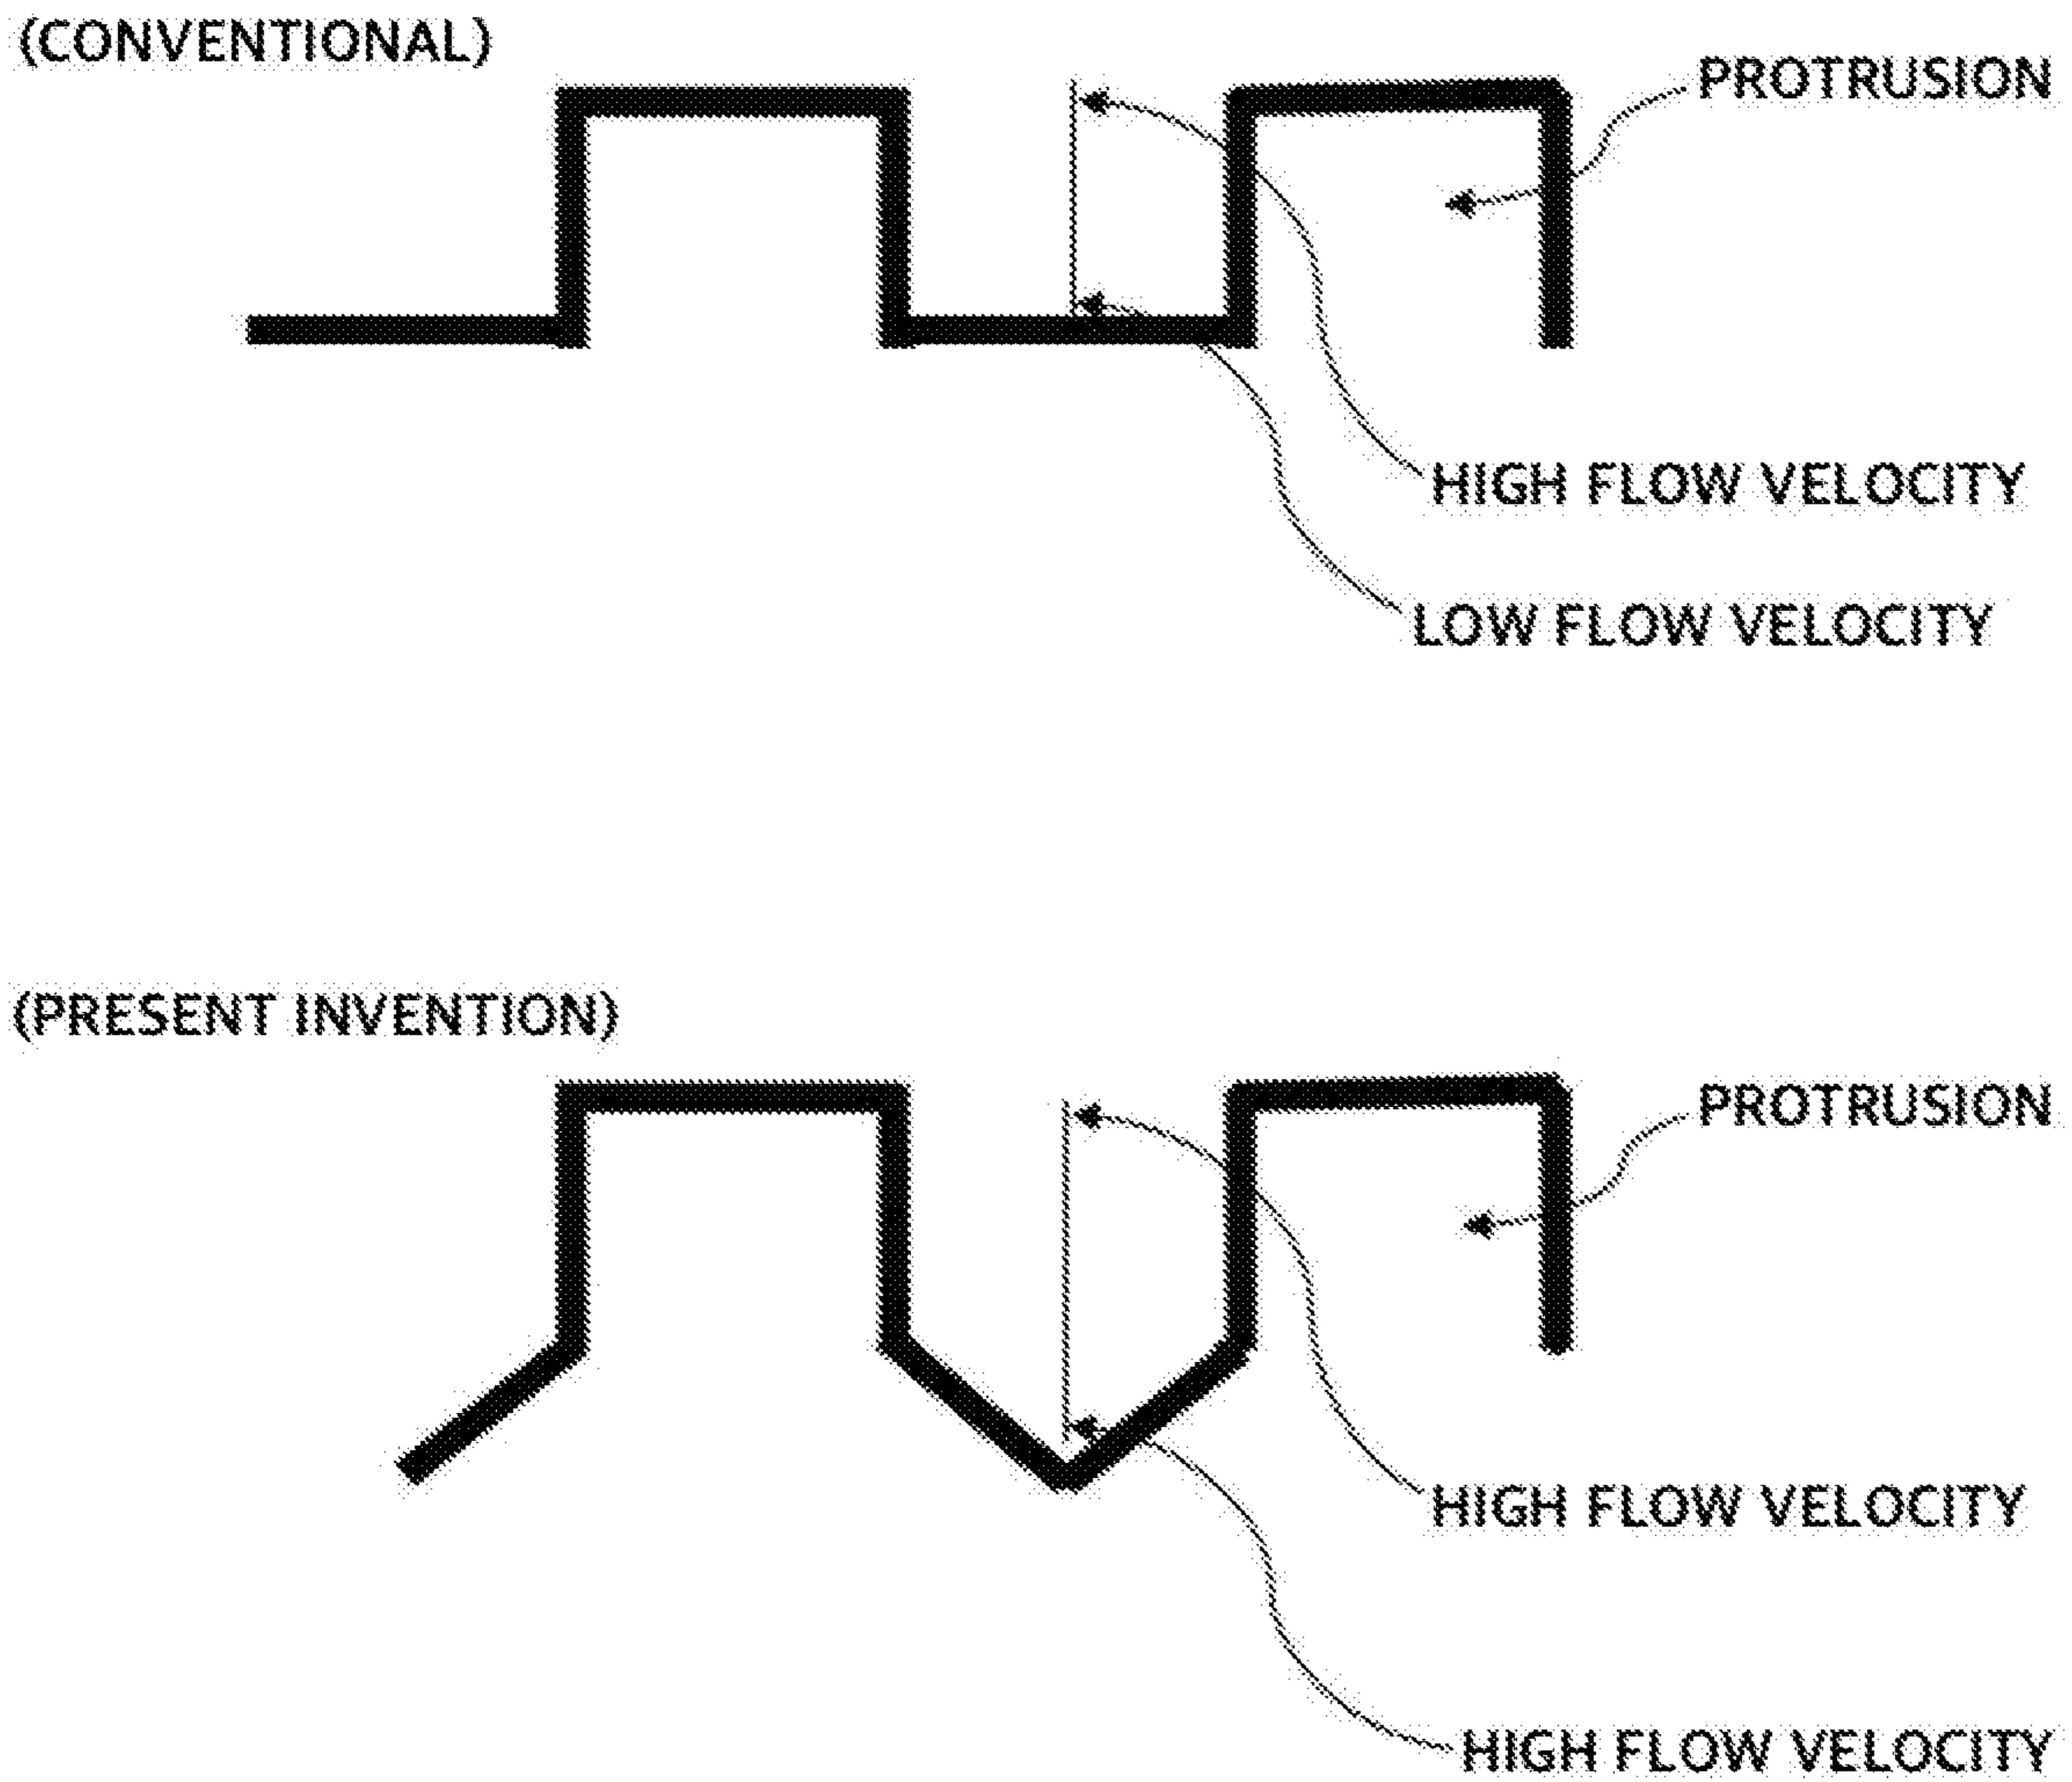 (CONVENTIONAL)
PROTRUSION
HIGH FLOW VELOCITY
LOW FLOW VELOCITY
(PRESENT INVENTION)
PROTRUSION
HIGH FLOW VELOCITY
HIGH FLOW VELOCITY